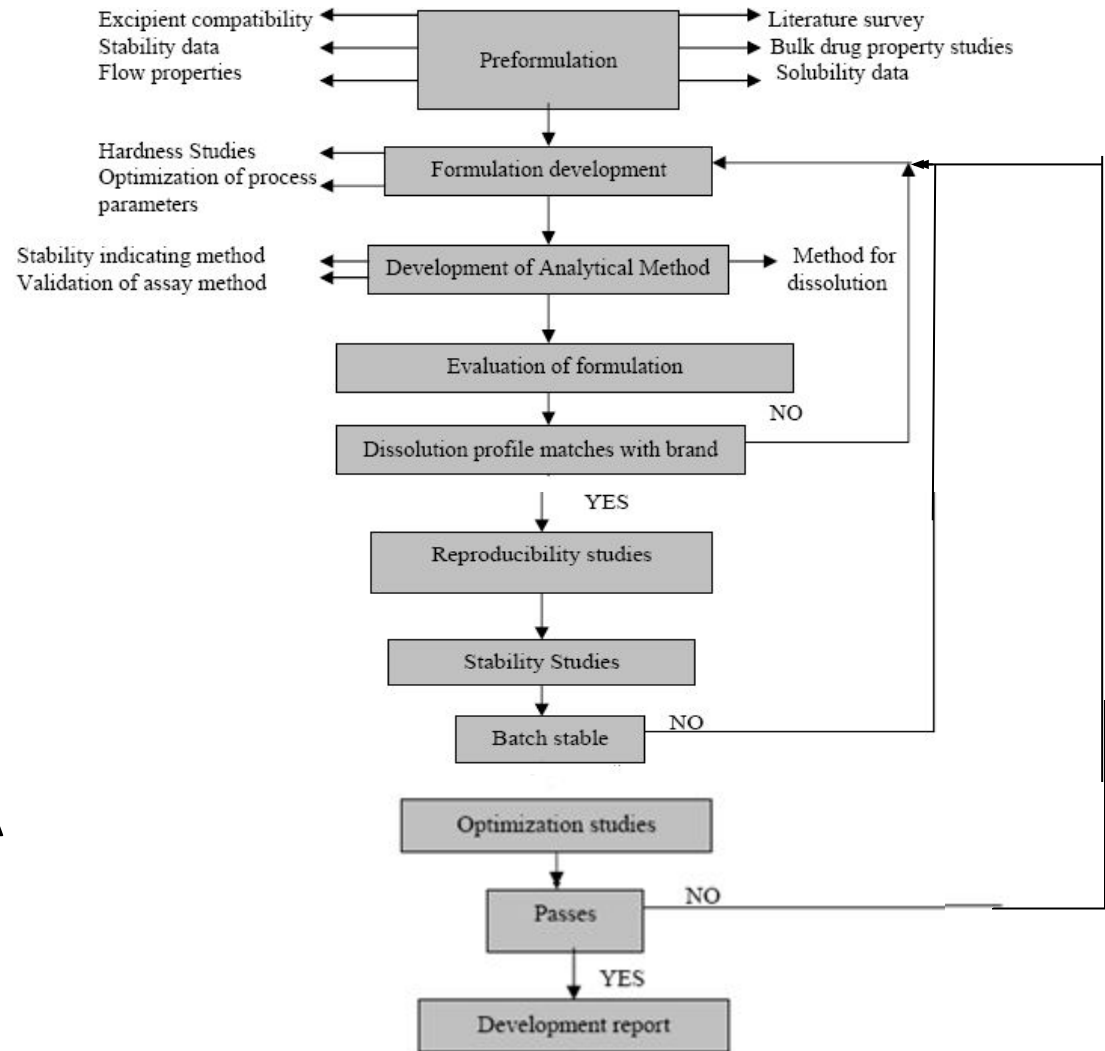 Excipient compatibility
Stability data
Flow properties
Preformulation
Literature survey
Bulk drug property studies
Solubility data
Hardness Studies
Optimization of process
parameters
Formulation development
Stability indicating method
Validation of assay method
Development of Analytical Method
Method for
dissolution
Evaluation of formulation
NO
Dissolution profile matches with brand
YES
Reproducibility studies
Stability Studies
Batch stable
NO
Optimization studies
Passes
NO
YES
Development report